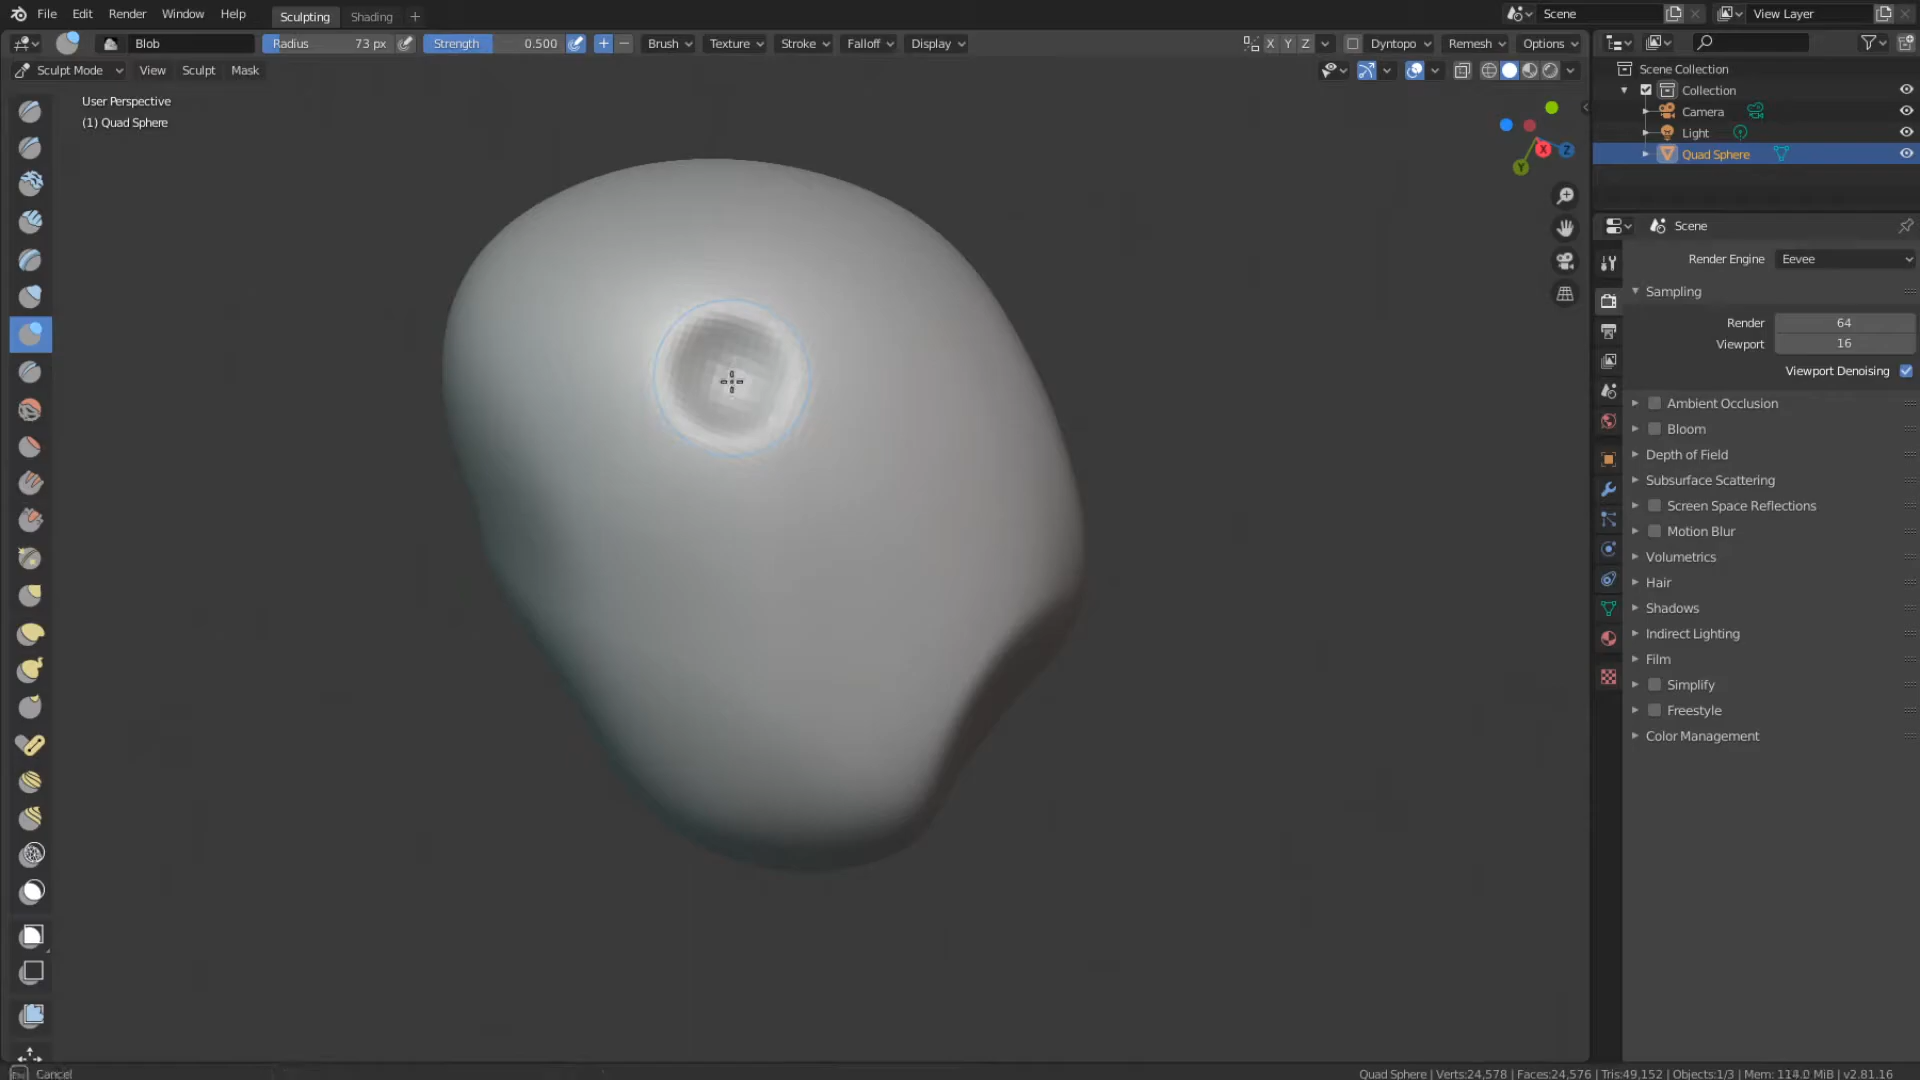 File Edit Render Window Help Sculpting Shading + Scene View Layer
Blob Radius 73 px Strength 0.500 + − Brush Texture Stroke Falloff Display X Y Z Dyntopo Remesh Options
Sculpt Mode View Sculpt Mask
User Perspective
(1) Quad Sphere
X Y Z
Scene Collection
Collection
Camera
Light
Quad Sphere
Scene
Render Engine Eevee
Sampling
Render 64
Viewport 16
Viewport Denoising
Ambient Occlusion
Bloom
Depth of Field
Subsurface Scattering
Screen Space Reflections
Motion Blur
Volumetrics
Hair
Shadows
Indirect Lighting
Film
Simplify
Freestyle
Color Management
Cancel Quad Sphere | Verts:24,578 | Faces:24,576 | Tris:49,152 | Objects:1/3 | Mem: 114.0 MiB | v2.81.16